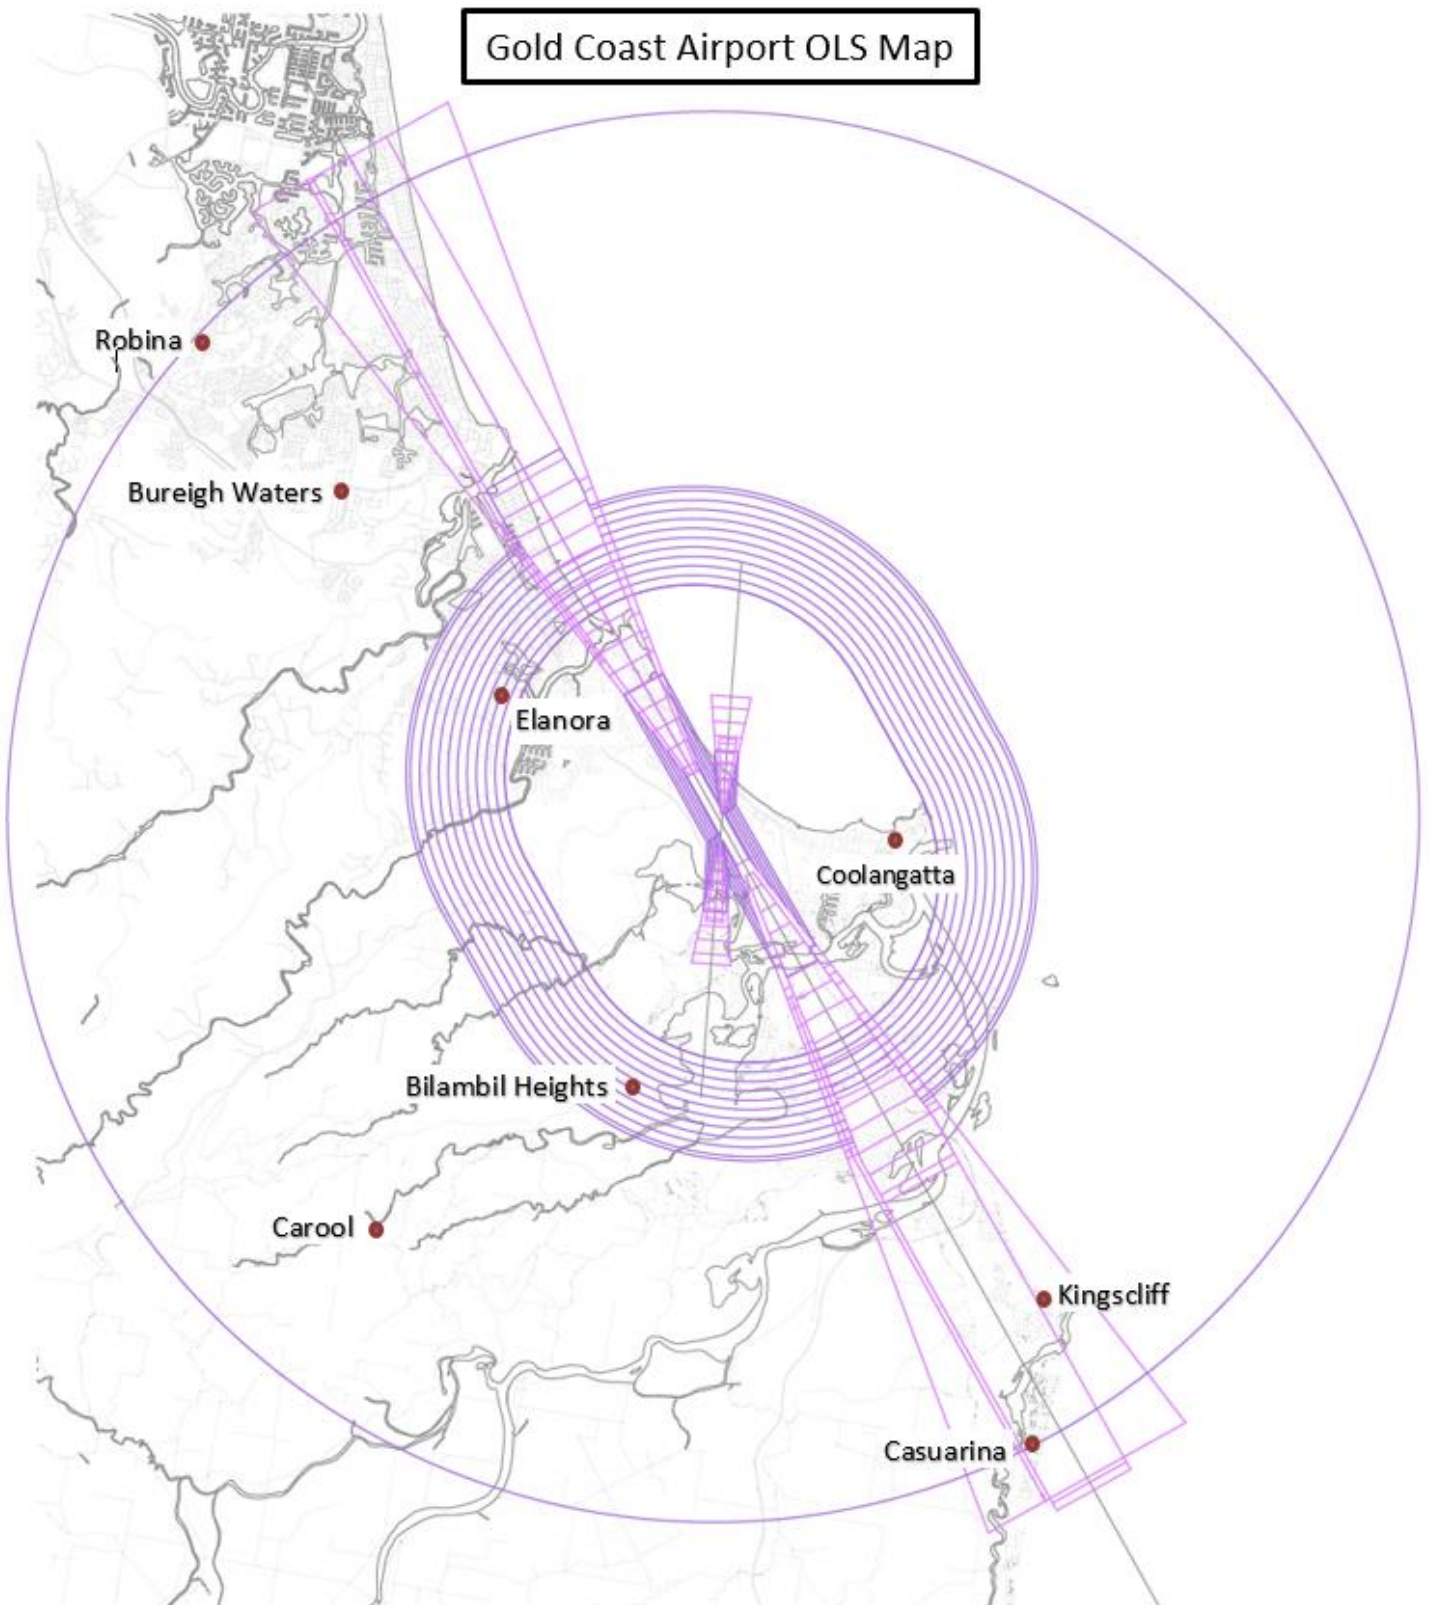 Gold Coast Airport OLS Map
Robina
Bureigh Waters
Elanora
Coolangatta
Bilambil Heights
Carool
Kingscliff
Casuarina